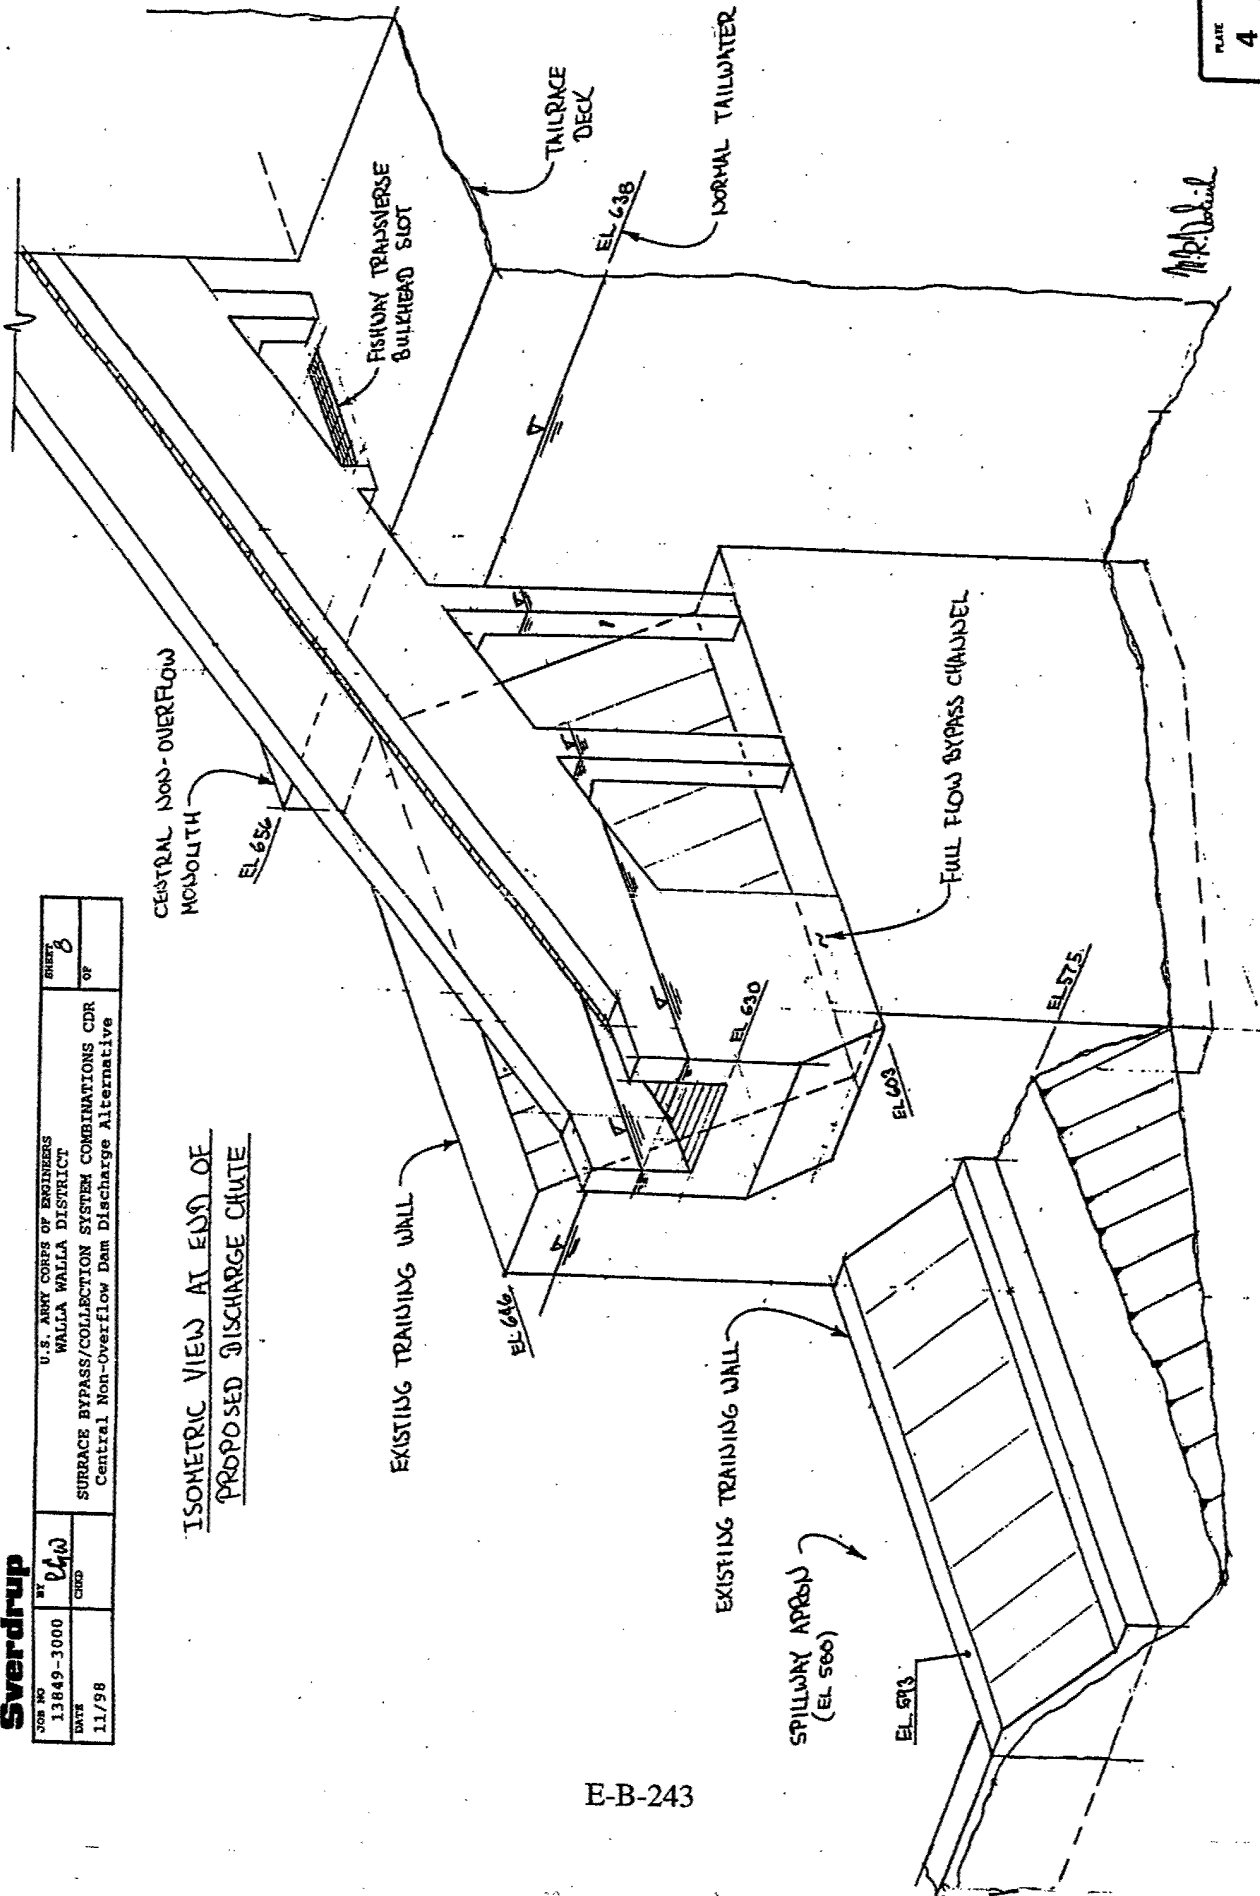 Sverdrup
JOB NO
13849-3000
BY
DATE
11/98
CHKD
U.S. ARMY CORPS OF ENGINEERS
WALLA WALLA DISTRICT
SURRACE BYPASS/COLLECTION SYSTEM COMBINATIONS CDR
Central Non-Overflow Dam Discharge Alternative
SHEET
8
OF
ISOMETRIC VIEW AT END OF
PROPOSED DISCHARGE CHUTE
CENTRAL NON-OVERFLOW
MONOLITH
EL 656
FISHWAY TRANSVERSE
BULKHEAD SLOT
TAILRACE
DECK
EL 638
NORMAL TAILWATER
EXISTING TRAINING WALL
EL 646
EL 630
EL 603
FULL FLOW BYPASS CHANNEL
EL 575
EXISTING TRAINING WALL
SPILLWAY APRON
(EL 580)
EL 593
PLATE
4
E-B-243